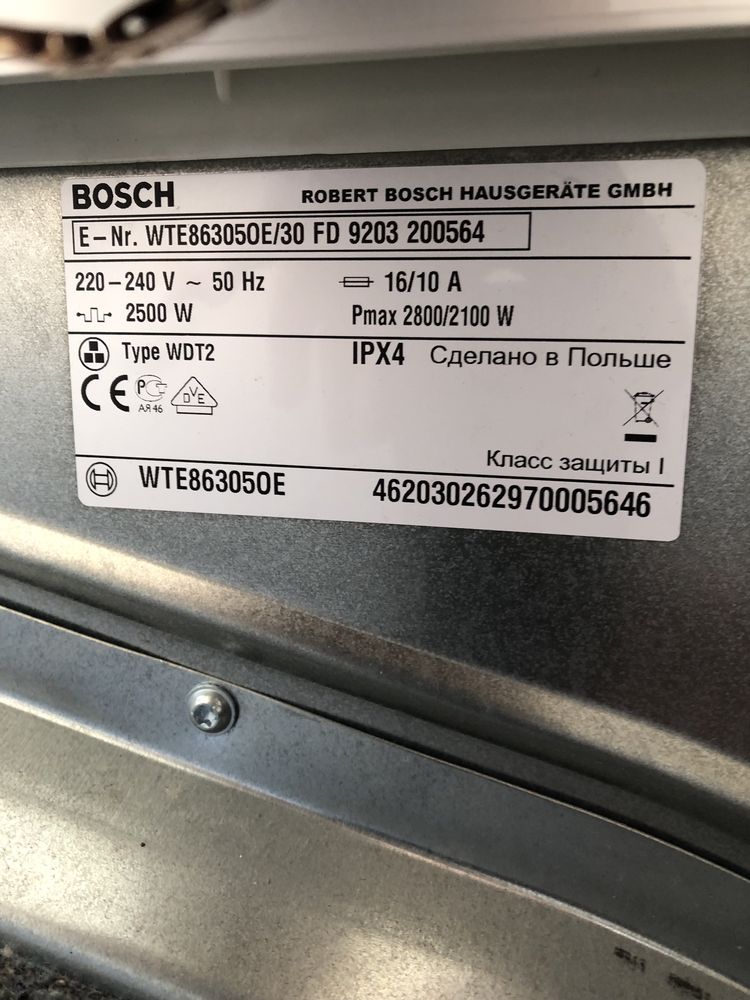 BOSCH ROBERT BOSCH HAUSGERÄTE GMBH
E-Nr. WTE86305OE/30 FD 9203 200564
220-240 V ~ 50 Hz 16/10 A
2500 W Pmax 2800/2100 W
Type WDT2 IPX4 Сделано в Польше
CE РС АЯ46 DVE
Класс защиты I
WTE86305OE 462030262970005646